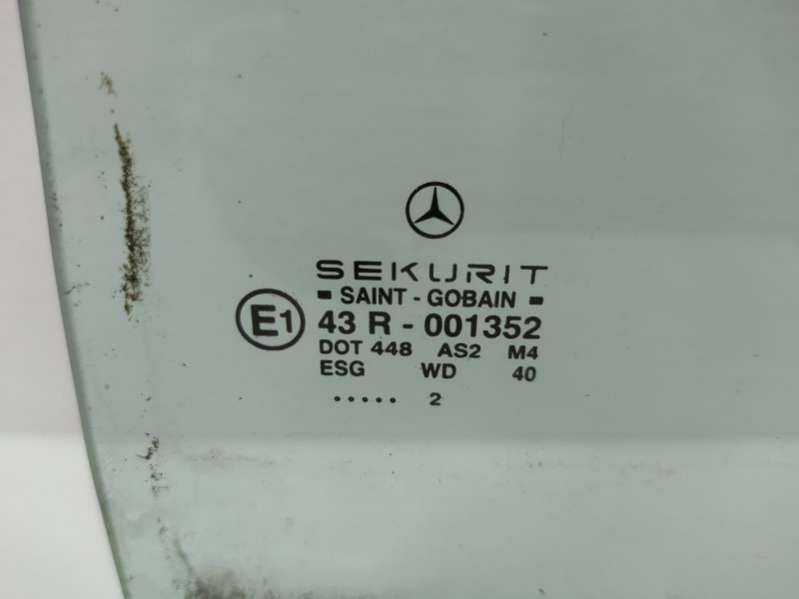 SEKURIT
- SAINT - GOBAIN -
E1
43 R - 001352
DOT 448 AS2 M4
ESG WD 40
..... 2